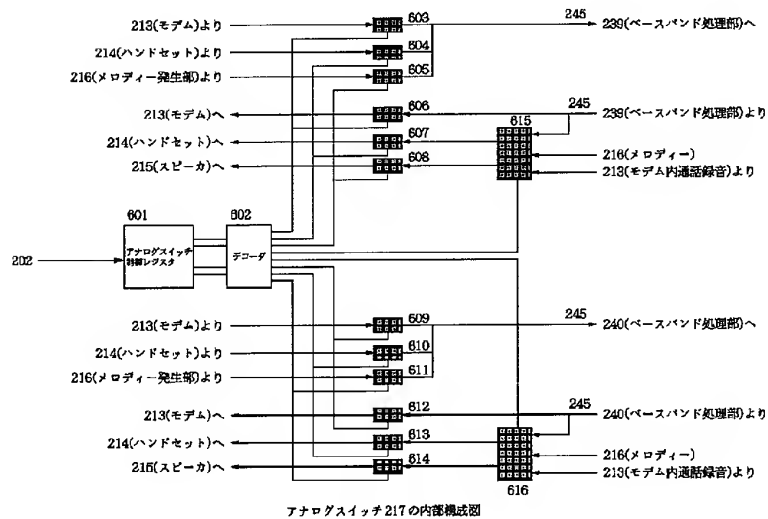 213(モデム)より 603 245 239(ベースバンド処理部)へ
214(ハンドセット)より 604
216(メロディー発生部)より 605
213(モデム)へ 606 245 239(ベースバンド処理部)より
214(ハンドセット)へ 607 615
216(メロディー)
215(スピーカ)へ 608
213(モデム内通話録音)より
601 602
202 アナログスイッチ
制御レジスタ
デコーダ
213(モデム)より 609 245 240(ベースバンド処理部)へ
214(ハンドセット)より 610
216(メロディー発生部)より 611
213(モデム)へ 612 245 240(ベースバンド処理部)より
214(ハンドセット)へ 613
216(メロディー)
215(スピーカ)へ 614
213(モデム内通話録音)より
616
アナログスイッチ217の内部構成図